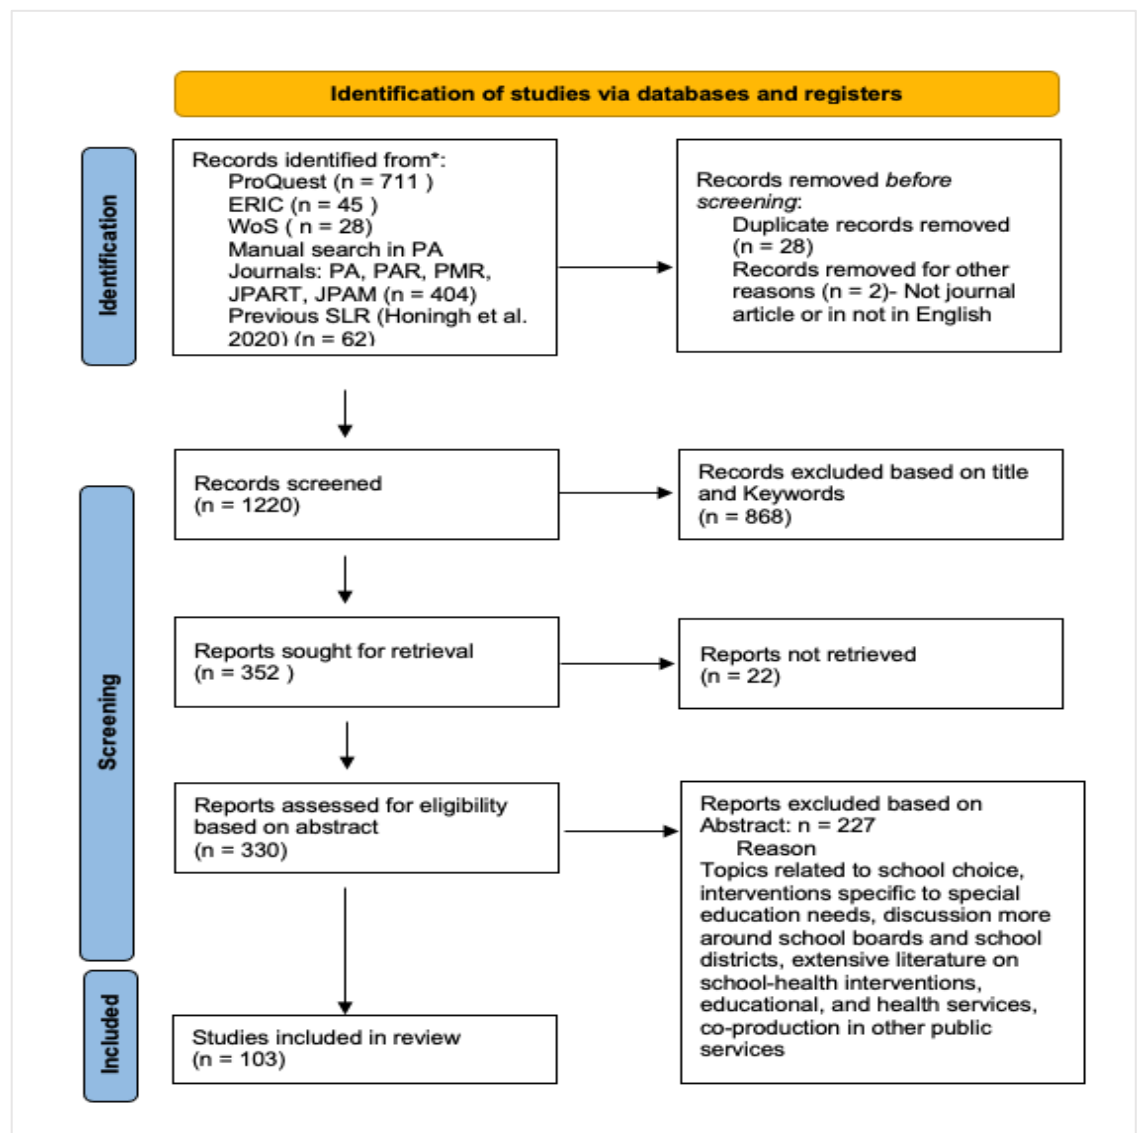 Identification of studies via databases and registers
Identification
Records identified from*:
ProQuest (n = 711 )
ERIC (n = 45 )
WoS ( n = 28)
Manual search in PA
Journals: PA, PAR, PMR,
JPART, JPAM (n = 404)
Previous SLR (Honingh et al.
2020) (n = 62)
Records removed before
screening:
Duplicate records removed
(n = 28)
Records removed for other
reasons (n = 2)- Not journal
article or in not in English
Screening
Records screened
(n = 1220)
Records excluded based on title
and Keywords
(n = 868)
Reports sought for retrieval
(n = 352 )
Reports not retrieved
(n = 22)
Reports assessed for eligibility
based on abstract
(n = 330)
Reports excluded based on
Abstract: n = 227
Reason
Topics related to school choice,
interventions specific to special
education needs, discussion more
around school boards and school
districts, extensive literature on
school-health interventions,
educational, and health services,
co-production in other public
services
Included
Studies included in review
(n = 103)